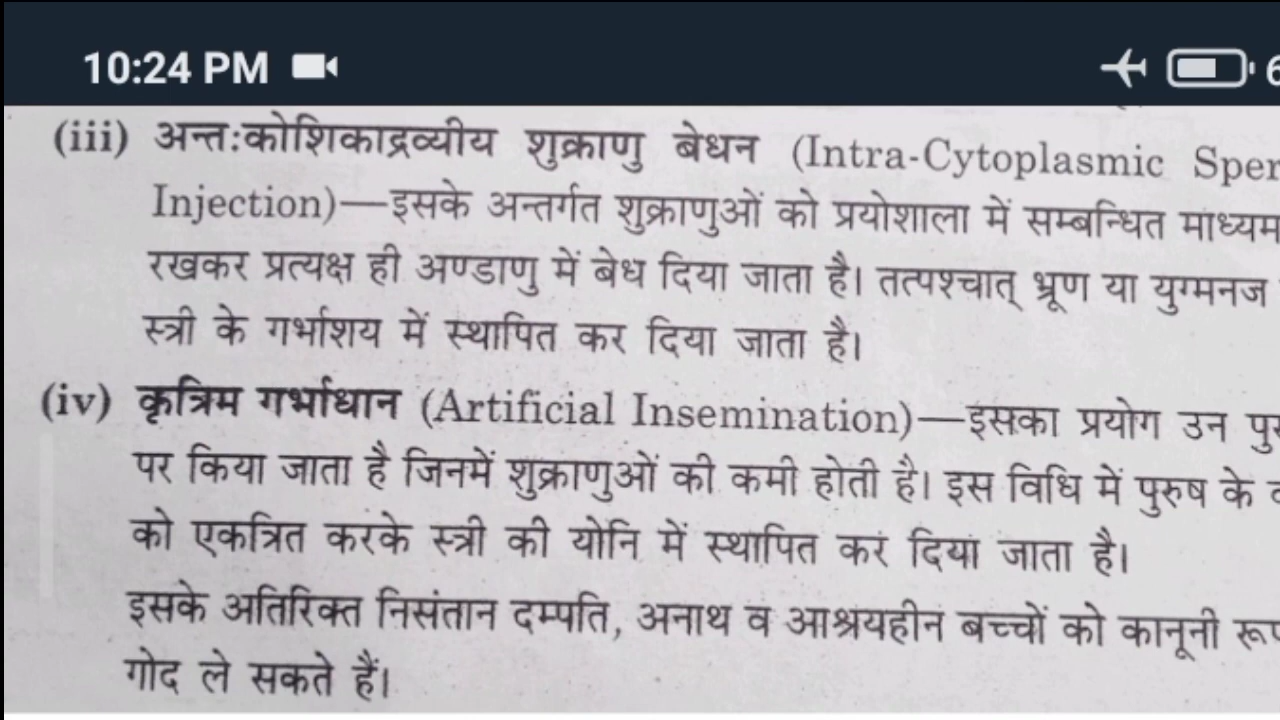 10:24 PM
(iii) अन्तःकोशिकाद्रव्यीय शुक्राणु बेधन (Intra-Cytoplasmic
Injection)—इसके अन्तर्गत शुक्राणुओं को प्रयोशाला में सम्बन्धित माध्यम
रखकर प्रत्यक्ष ही अण्डाणु में बेध दिया जाता है। तत्पश्चात् भ्रूण या युग्मनज
स्त्री के गर्भाशय में स्थापित कर दिया जाता है।
(iv) कृत्रिम गर्भाधान (Artificial Insemination)—इसका प्रयोग उन
पर किया जाता है जिनमें शुक्राणुओं की कमी होती है। इस विधि में पुरुष के
को एकत्रित करके स्त्री की योनि में स्थापित कर दिया जाता है।
इसके अतिरिक्त निसंतान दम्पति, अनाथ व आश्रयहीन बच्चों को कानूनी
गोद ले सकते हैं।